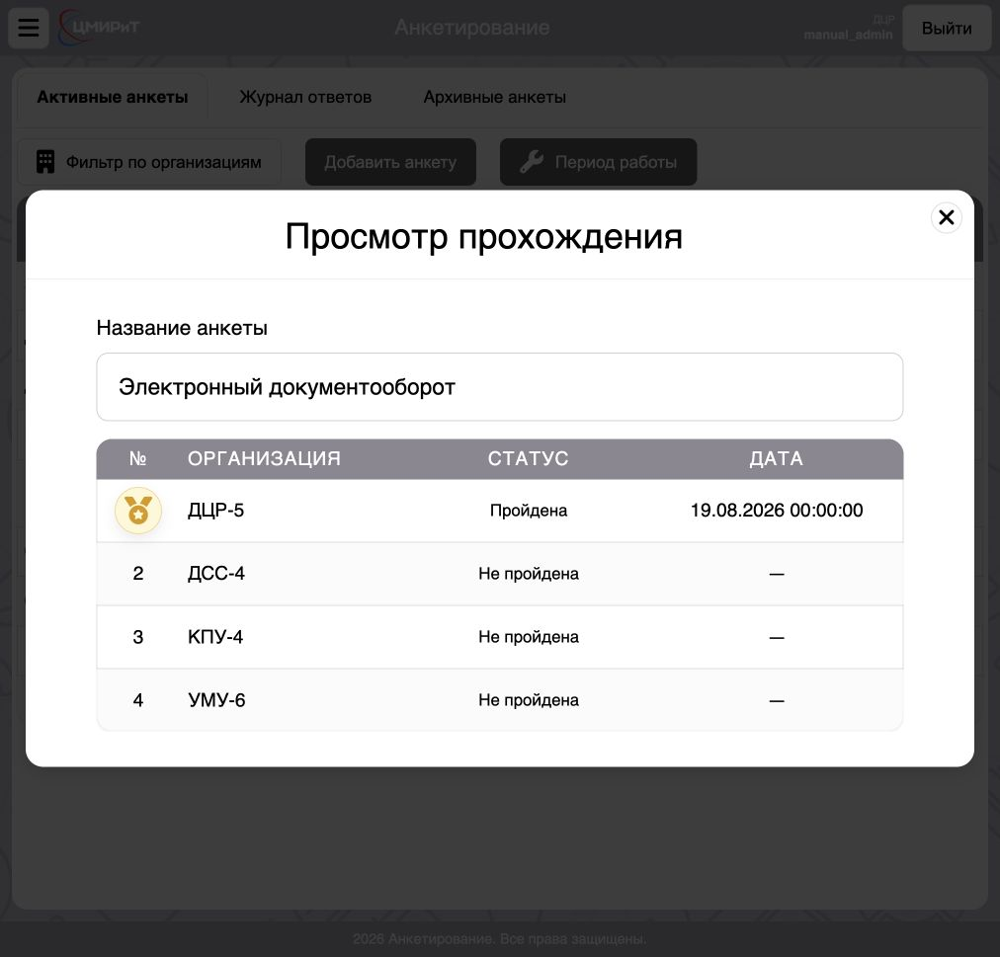 ЦМИРиТ
Анкетирование
ДЦР
manual_admin
Выйти
Активные анкеты
Журнал ответов
Архивные анкеты
Фильтр по организациям
Добавить анкету
Период работы
Просмотр прохождения
Название анкеты
Электронный документооборот
№ ОРГАНИЗАЦИЯ СТАТУС ДАТА
ДЦР-5 Пройдена 19.08.2026 00:00:00
2 ДСС-4 Не пройдена —
3 КПУ-4 Не пройдена —
4 УМУ-6 Не пройдена —
2026 Анкетирование. Все права защищены.